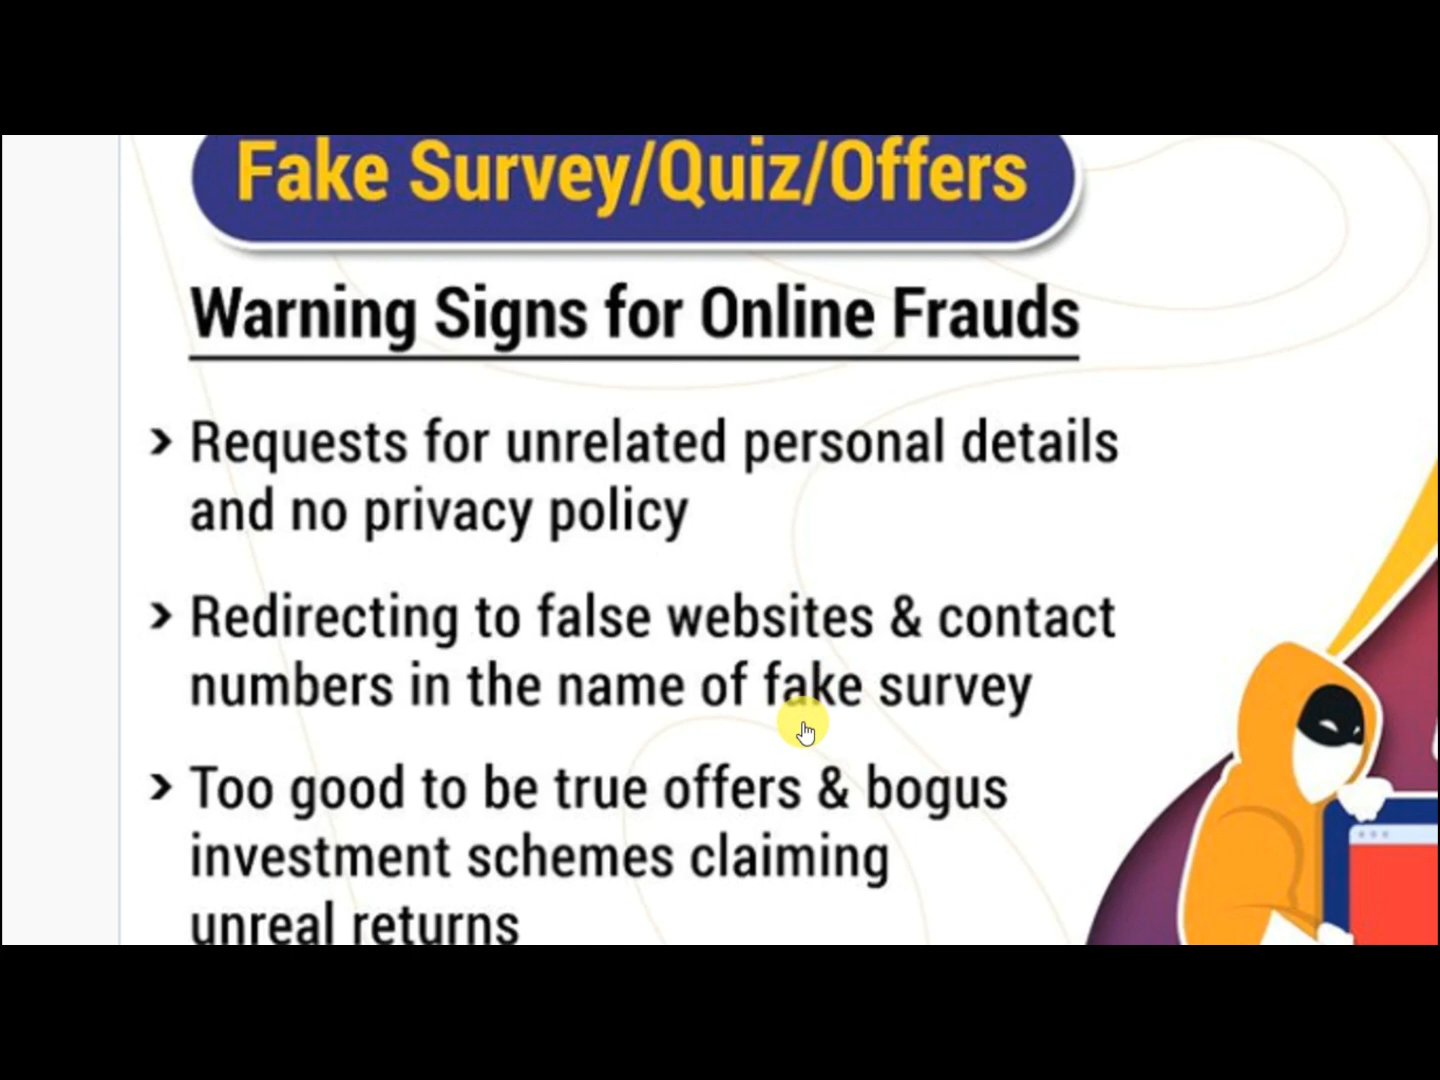 Fake Survey/Quiz/Offers
Warning Signs for Online Frauds
> Requests for unrelated personal details
and no privacy policy
> Redirecting to false websites & contact
numbers in the name of fake survey
> Too good to be true offers & bogus
investment schemes claiming
unreal returns